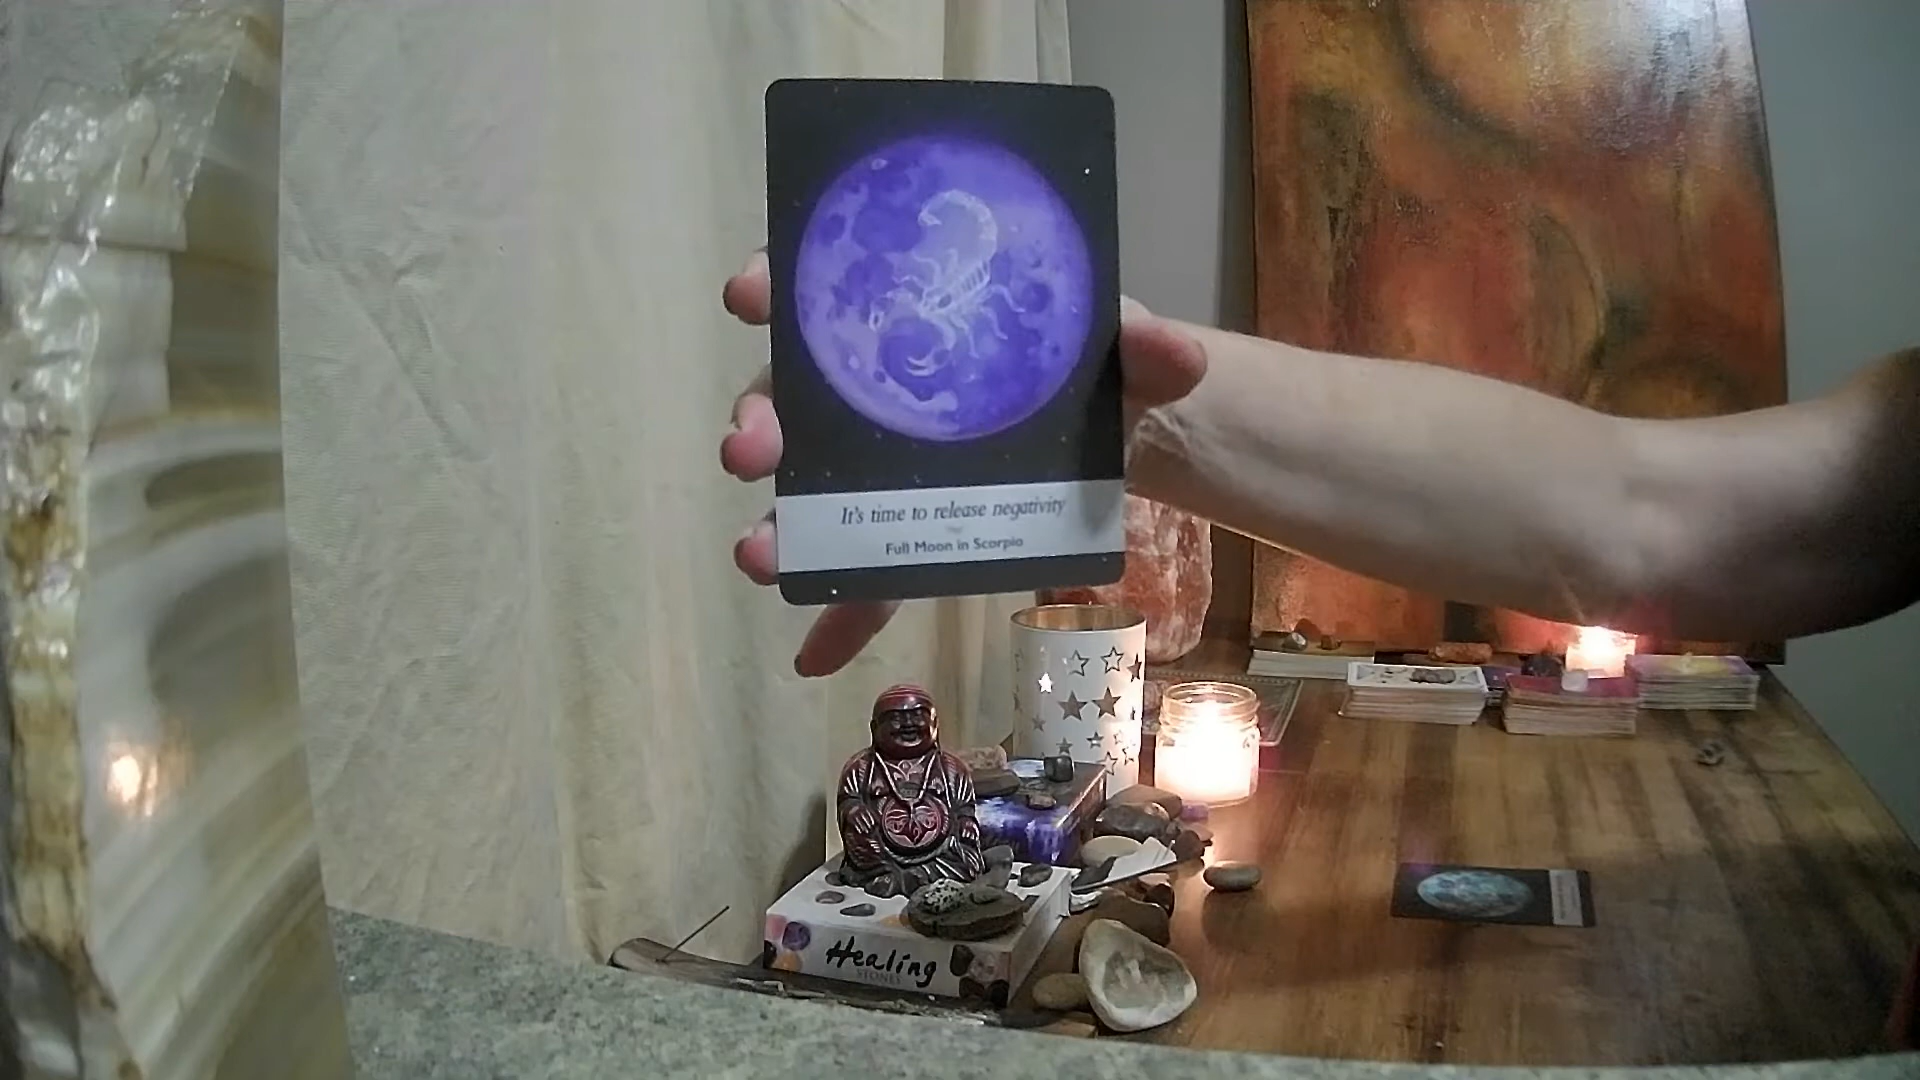 It's time to release negativity
Full Moon in Scorpio
Healing
STONES